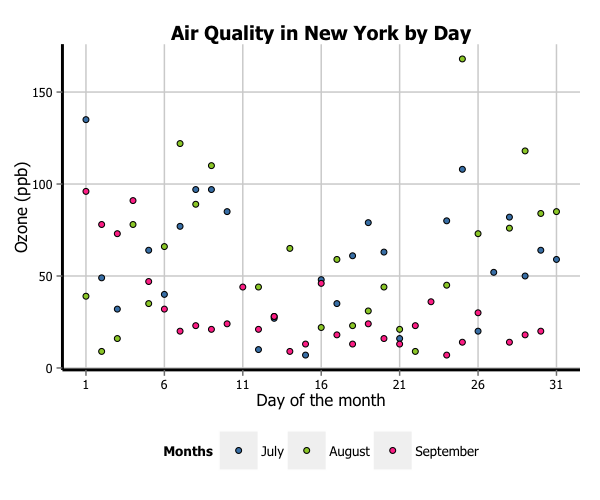 Air Quality in New York by Day
Ozone (ppb)
150
100
50
0
1 6 11 16 21 26 31
Day of the month
Months July August September